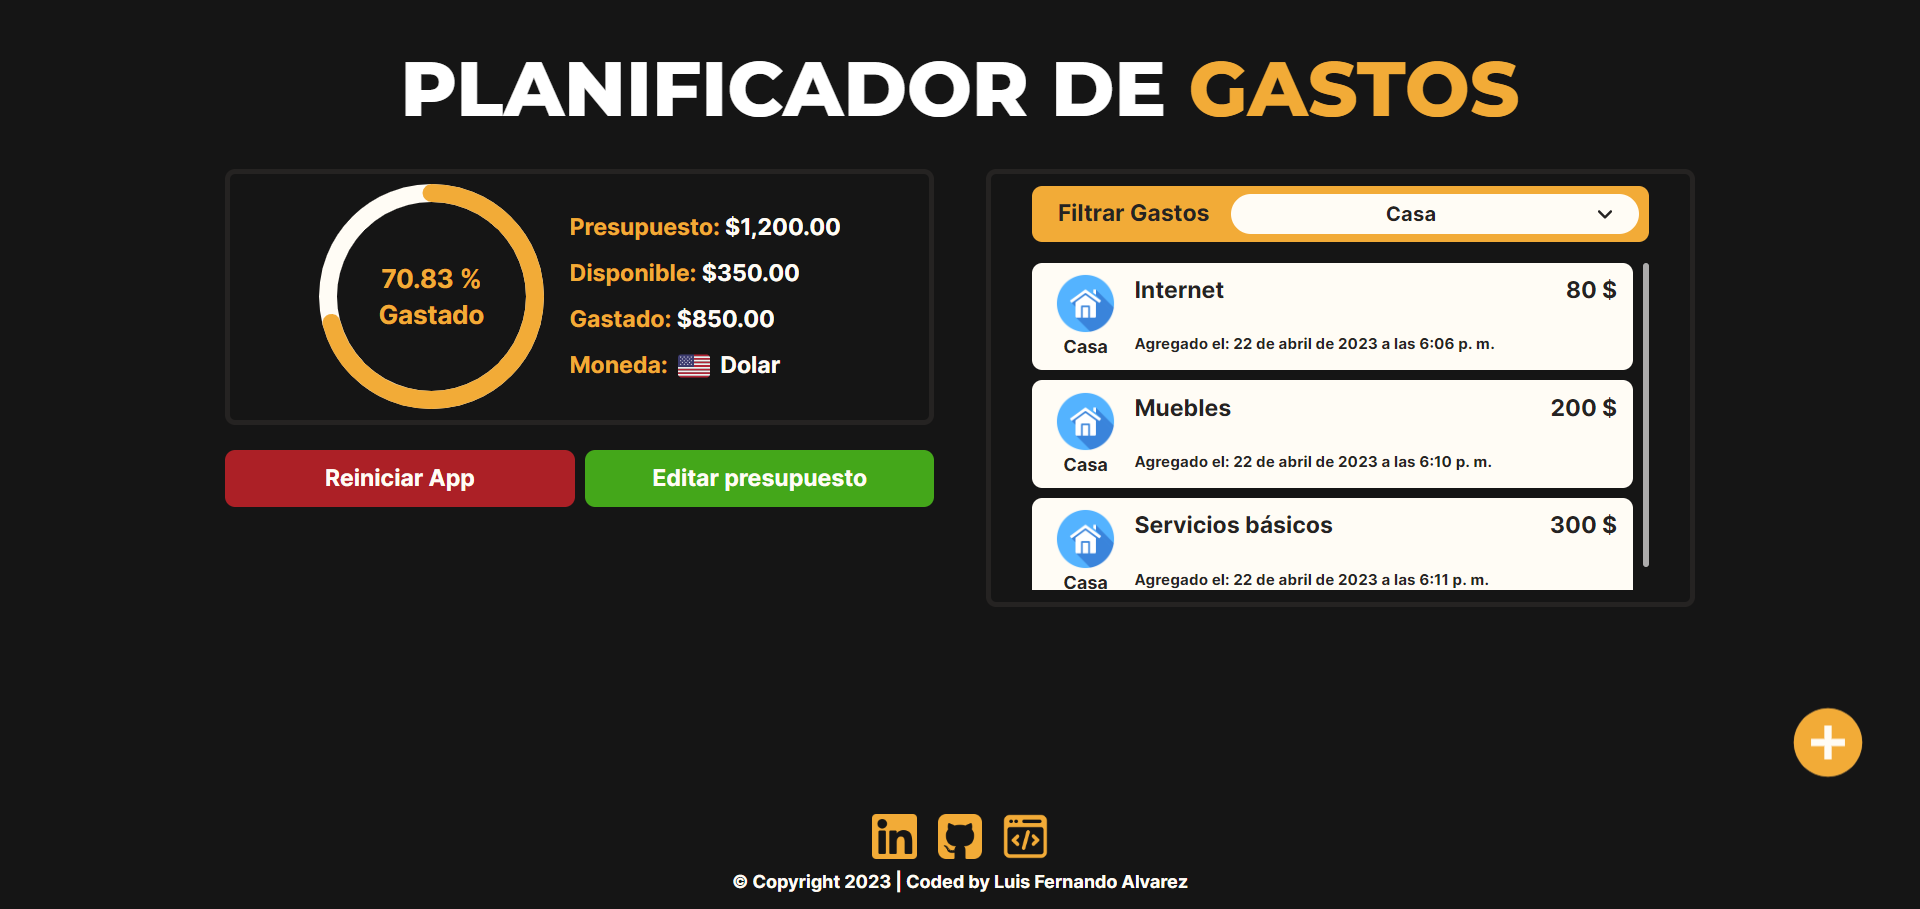 PLANIFICADOR DE GASTOS
70.83 %
Gastado
Presupuesto: $1,200.00
Disponible: $350.00
Gastado: $850.00
Moneda: Dolar
Reiniciar App
Editar presupuesto
Filtrar Gastos
Casa
Internet
80 $
Casa
Agregado el: 22 de abril de 2023 a las 6:06 p. m.
Muebles
200 $
Casa
Agregado el: 22 de abril de 2023 a las 6:10 p. m.
Servicios básicos
300 $
Casa
Agregado el: 22 de abril de 2023 a las 6:11 p. m.
in
</>
© Copyright 2023 | Coded by Luis Fernando Alvarez